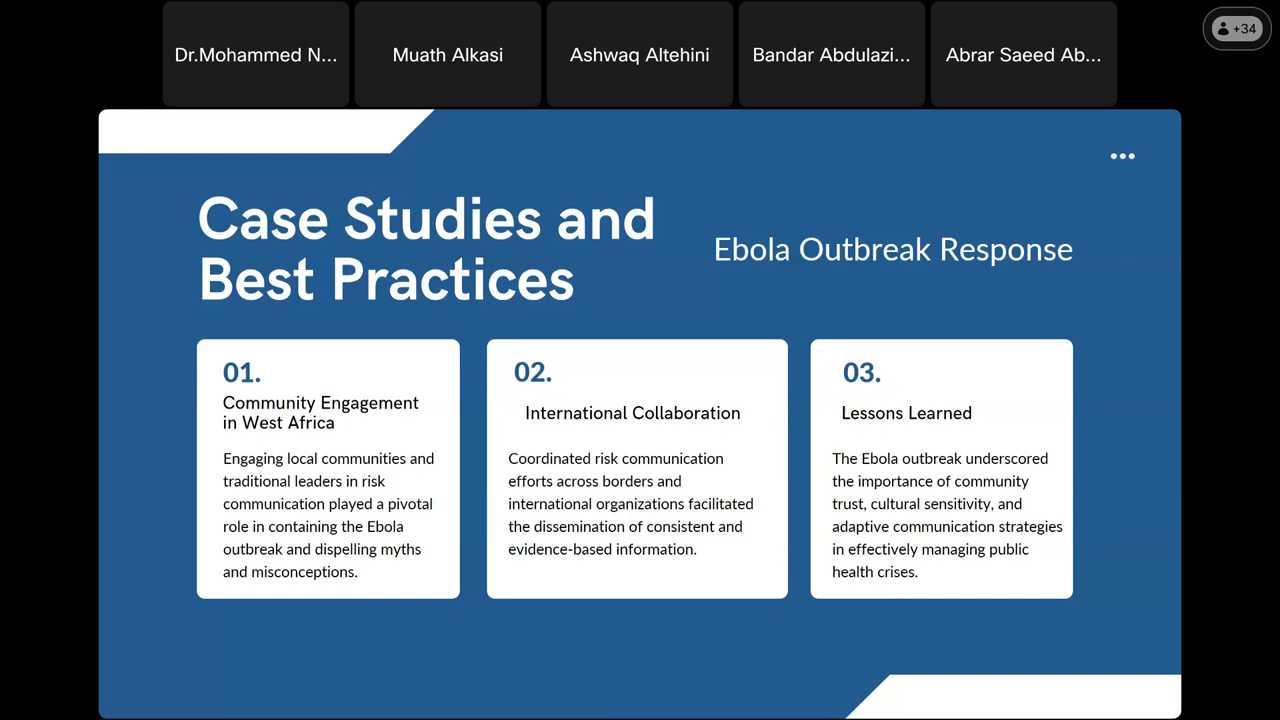 Dr.Mohammed N...
Muath Alkasi
Ashwaq Altehini
Bandar Abdulazi...
Abrar Saeed Ab...
+34
Case Studies and
Best Practices
Ebola Outbreak Response
01.
Community Engagement
in West Africa
Engaging local communities and
traditional leaders in risk
communication played a pivotal
role in containing the Ebola
outbreak and dispelling myths
and misconceptions.
02.
International Collaboration
Coordinated risk communication
efforts across borders and
international organizations facilitated
the dissemination of consistent and
evidence-based information.
03.
Lessons Learned
The Ebola outbreak underscored
the importance of community
trust, cultural sensitivity, and
adaptive communication strategies
in effectively managing public
health crises.